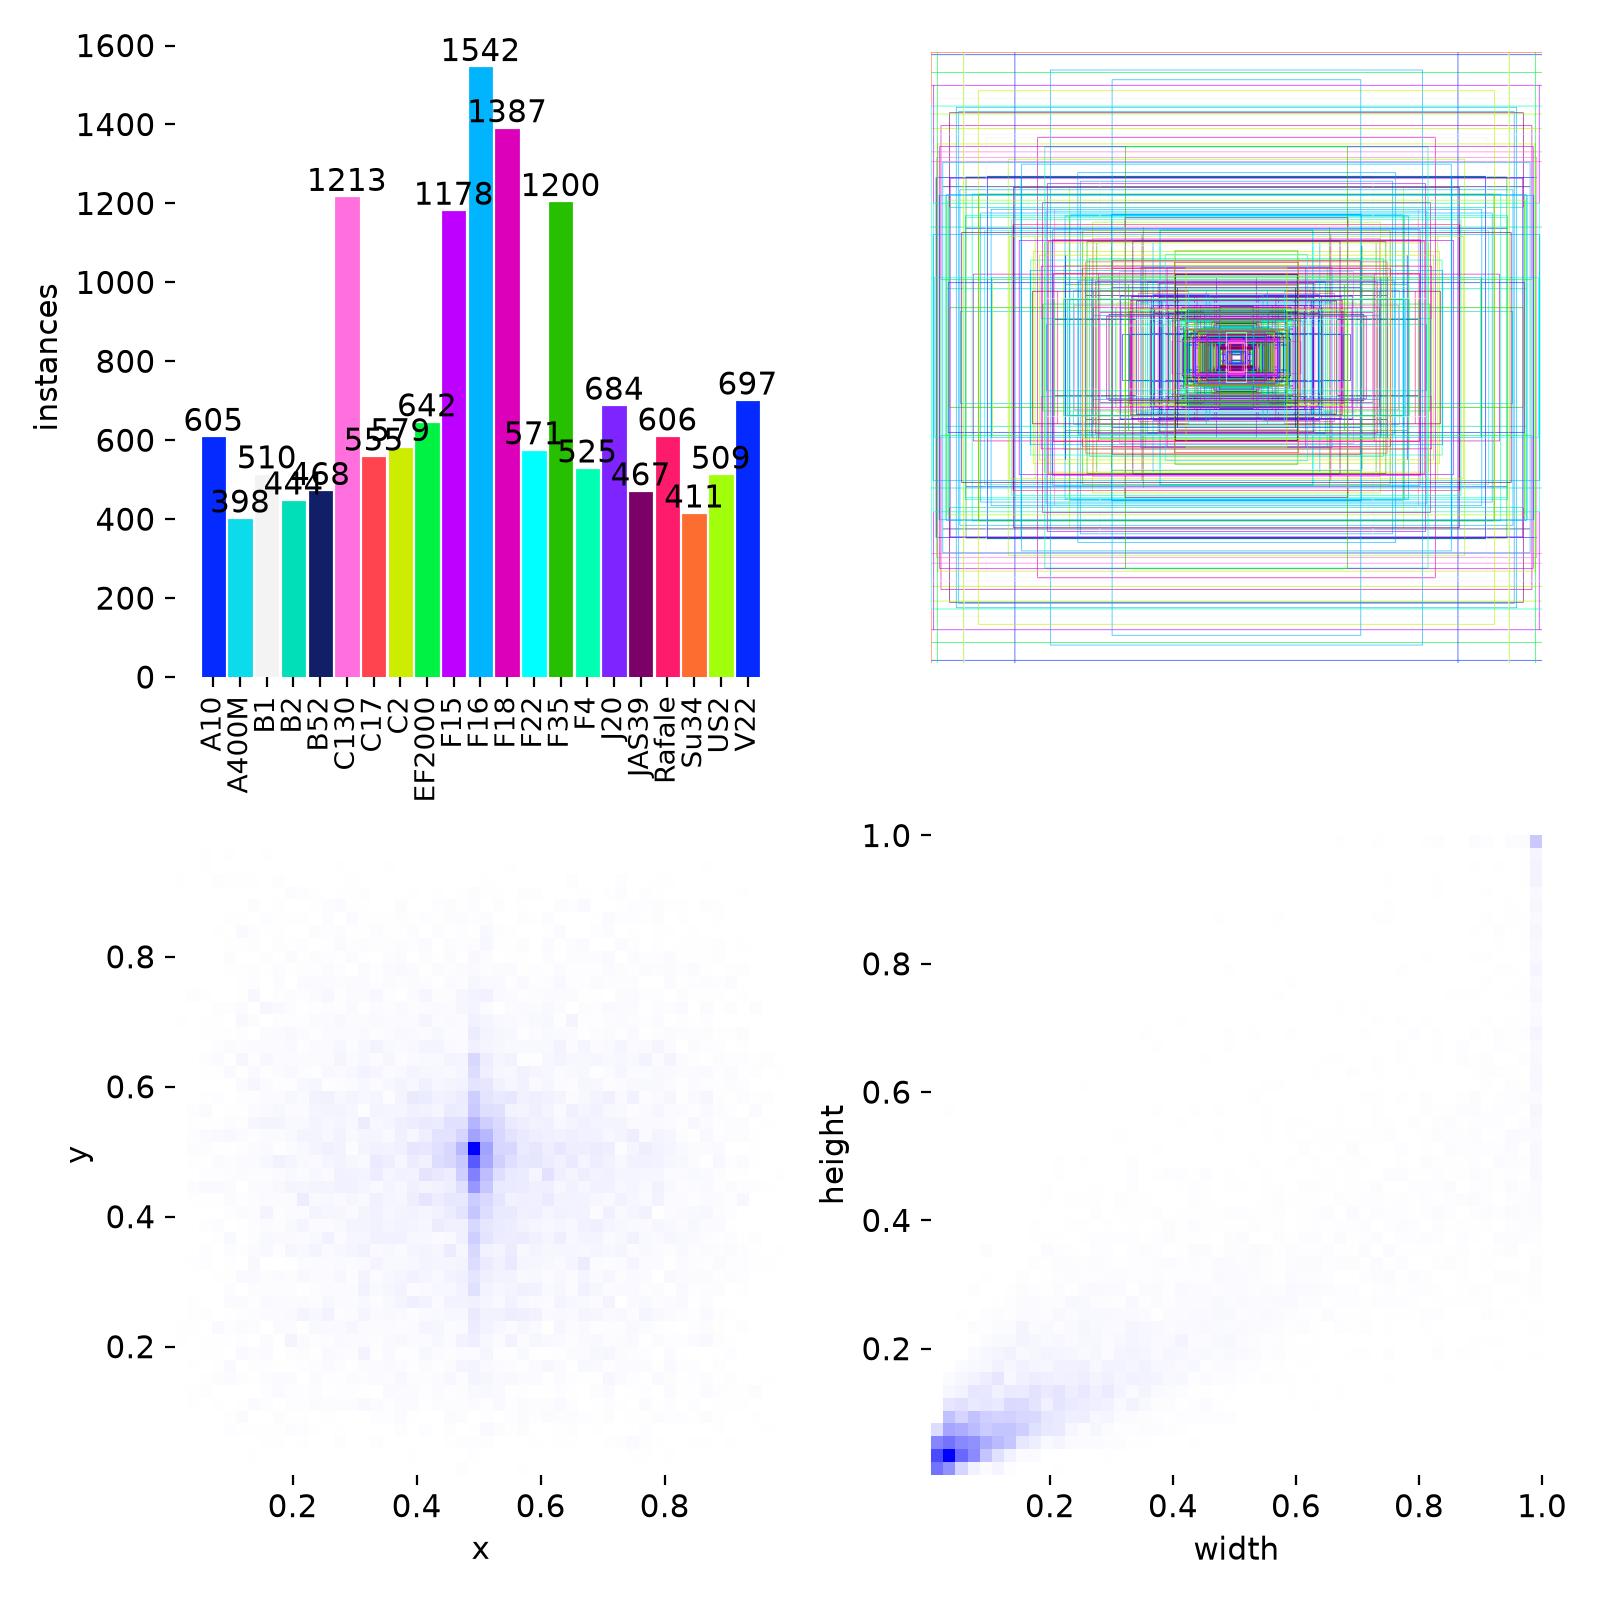 1600
1400
1200
1000
800
600
400
200
0
instances
605
398
510
444
468
1213
555
579
642
1178
1542
1387
571
1200
525
684
467
606
411
509
697
A10
A400M
B1
B2
B52
C130
C17
C2
EF2000
F15
F16
F18
F22
F35
F4
J20
JAS39
Rafale
Su34
US2
V22
0.8
0.6
0.4
0.2
y
0.2 0.4 0.6 0.8
x
1.0
0.8
0.6
0.4
0.2
height
0.2 0.4 0.6 0.8 1.0
width